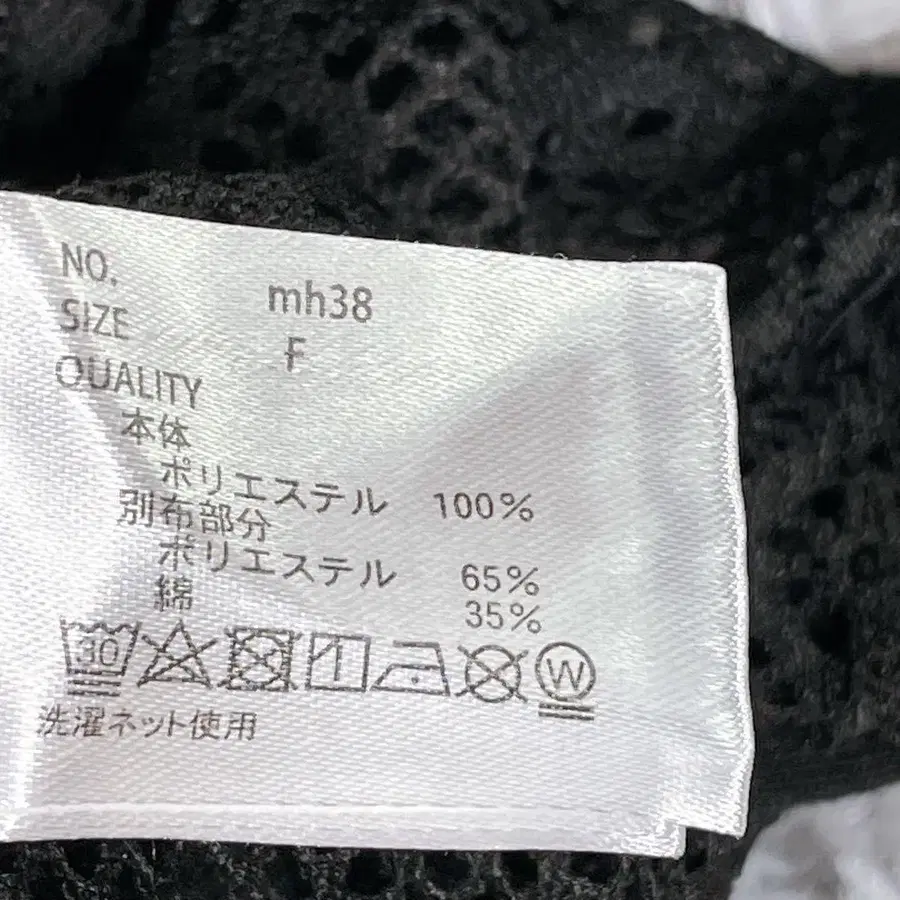 NO. mh38
SIZE F
QUALITY
本体
ポリエステル 100%
別布部分
ポリエステル 65%
綿 35%
30 W
洗濯ネット使用